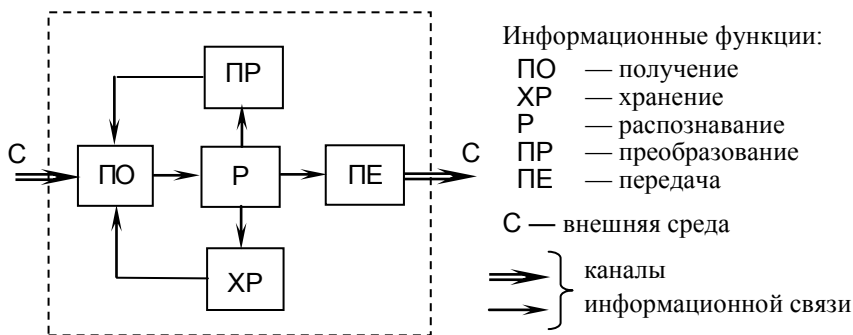 ПР
С
ПО
Р
ПЕ
С
ХР
Информационные функции:
ПО — получение
ХР — хранение
Р — распознавание
ПР — преобразование
ПЕ — передача
С — внешняя среда
каналы
информационной связи